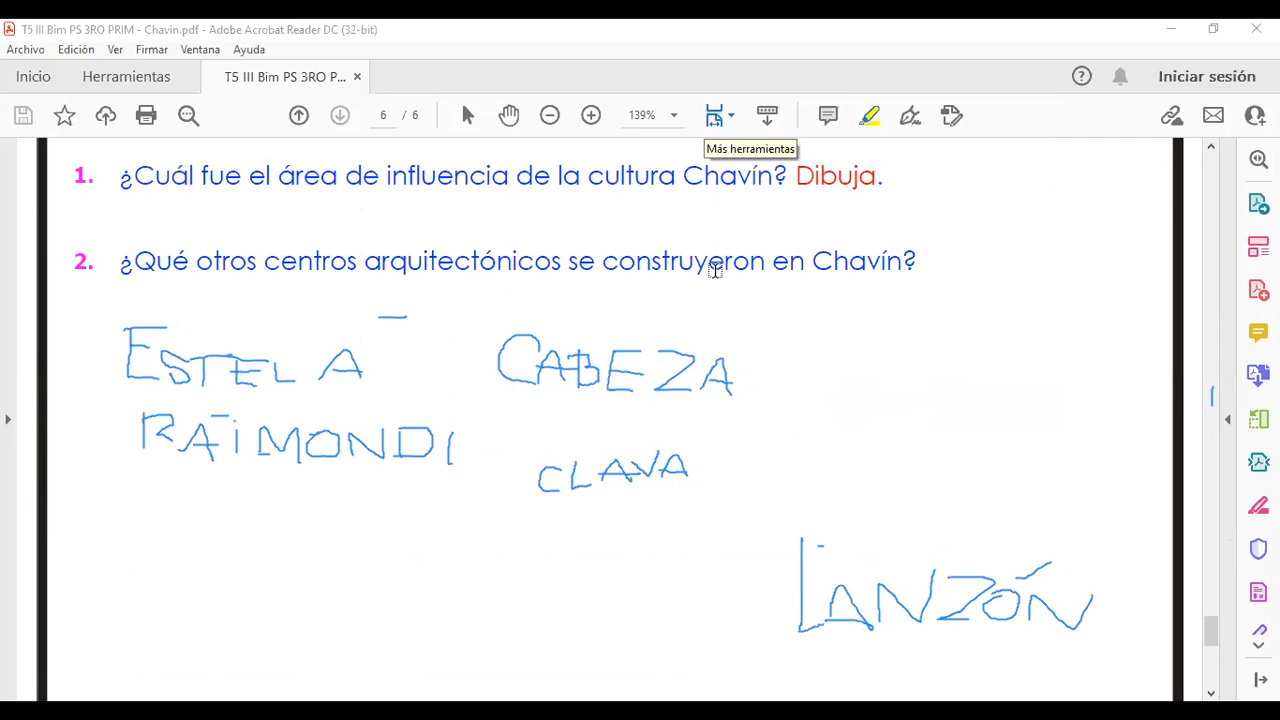 T5 III Bim PS 3RO PRIM - Chavin.pdf - Adobe Acrobat Reader DC (32-bit)
Archivo Edición Ver Firmar Ventana Ayuda
Inicio Herramientas T5 III Bim PS 3RO P... × Iniciar sesión
6 / 6 139%
Más herramientas
1. ¿Cuál fue el área de influencia de la cultura Chavín? Dibuja.
2. ¿Qué otros centros arquitectónicos se construyeron en Chavín?
ESTELA CABEZA
RAIMONDI
CLAVA
LANZÓN